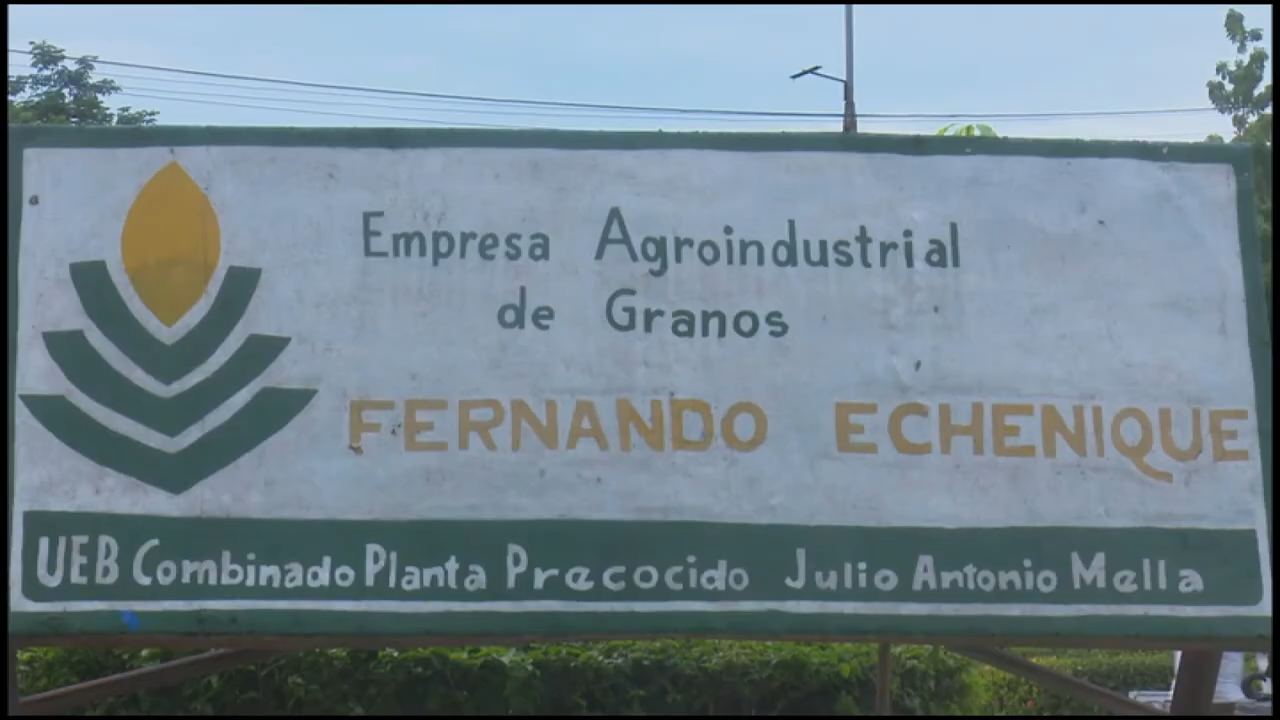 Empresa Agroindustrial
de Granos
FERNANDO ECHENIQUE
UEB Combinado Planta Precocido Julio Antonio Mella